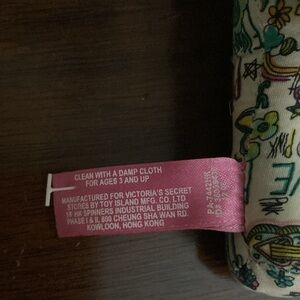 CLEAN WITH A DAMP CLOTH
FOR AGES 3 AND UP
MANUFACTURED FOR VICTORIA'S SECRET
STORES BY TOY ISLAND MFG. CO. LTD
1F HK SPINNERS INDUSTRIAL BUILDING
PHASE I & II, 800 CHEUNG SHA WAN RD.
KOWLOON, HONG KONG